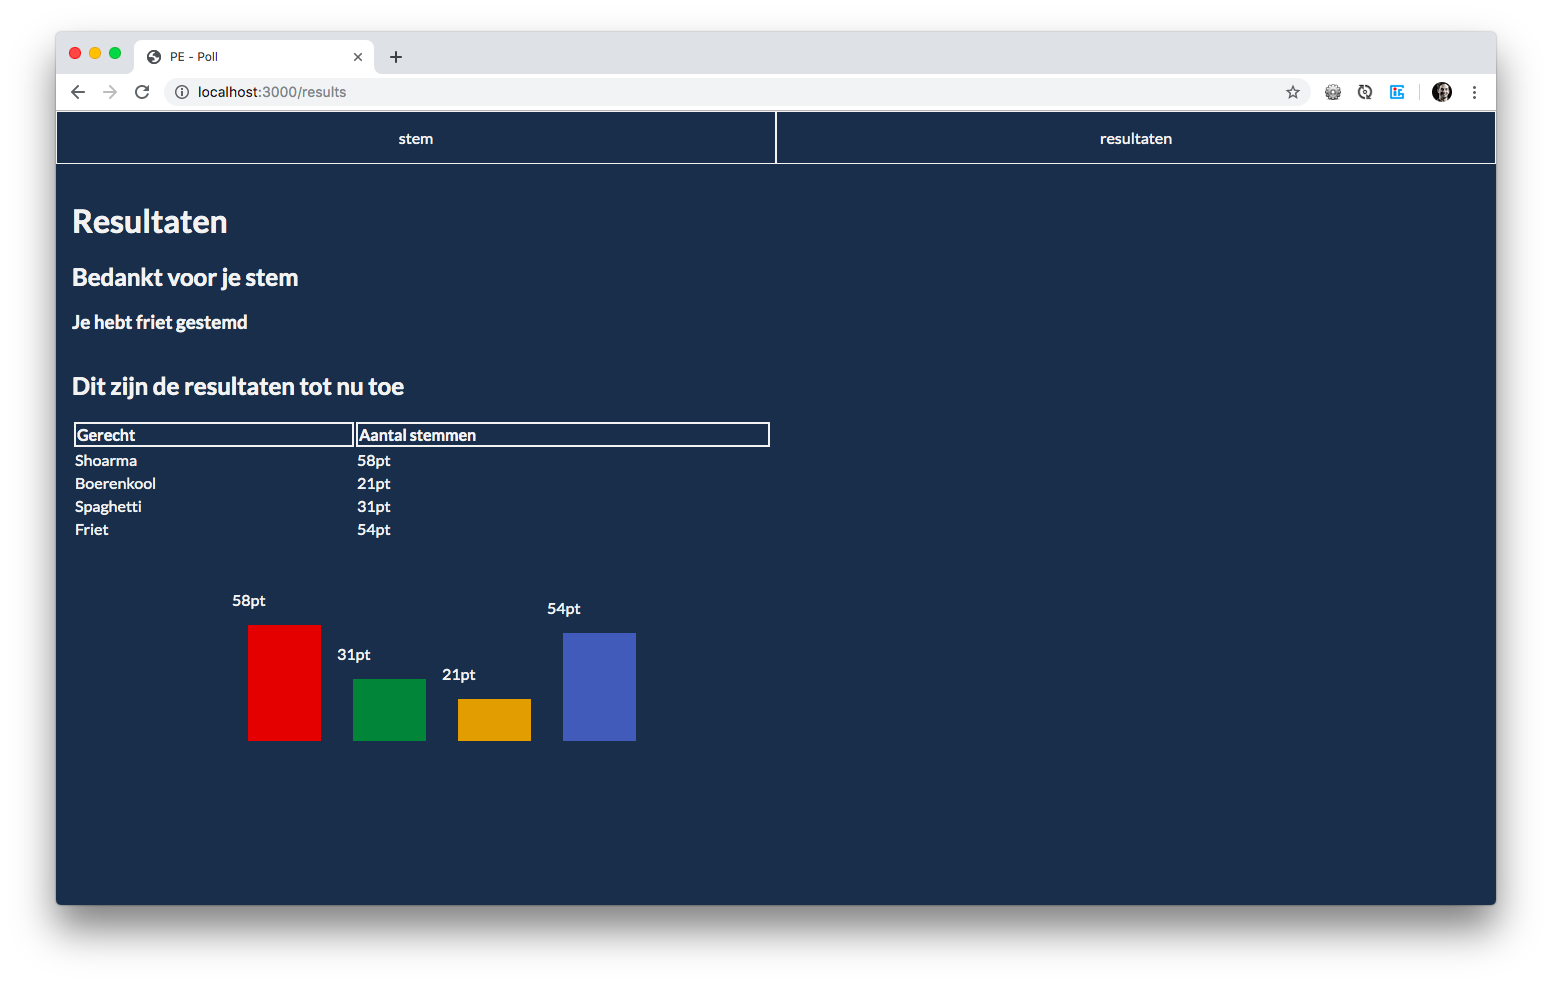 PE - Poll
localhost:3000/results
stem resultaten
Resultaten
Bedankt voor je stem
Je hebt friet gestemd
Dit zijn de resultaten tot nu toe
Gerecht Aantal stemmen
Shoarma 58pt
Boerenkool 21pt
Spaghetti 31pt
Friet 54pt
58pt
54pt
31pt
21pt